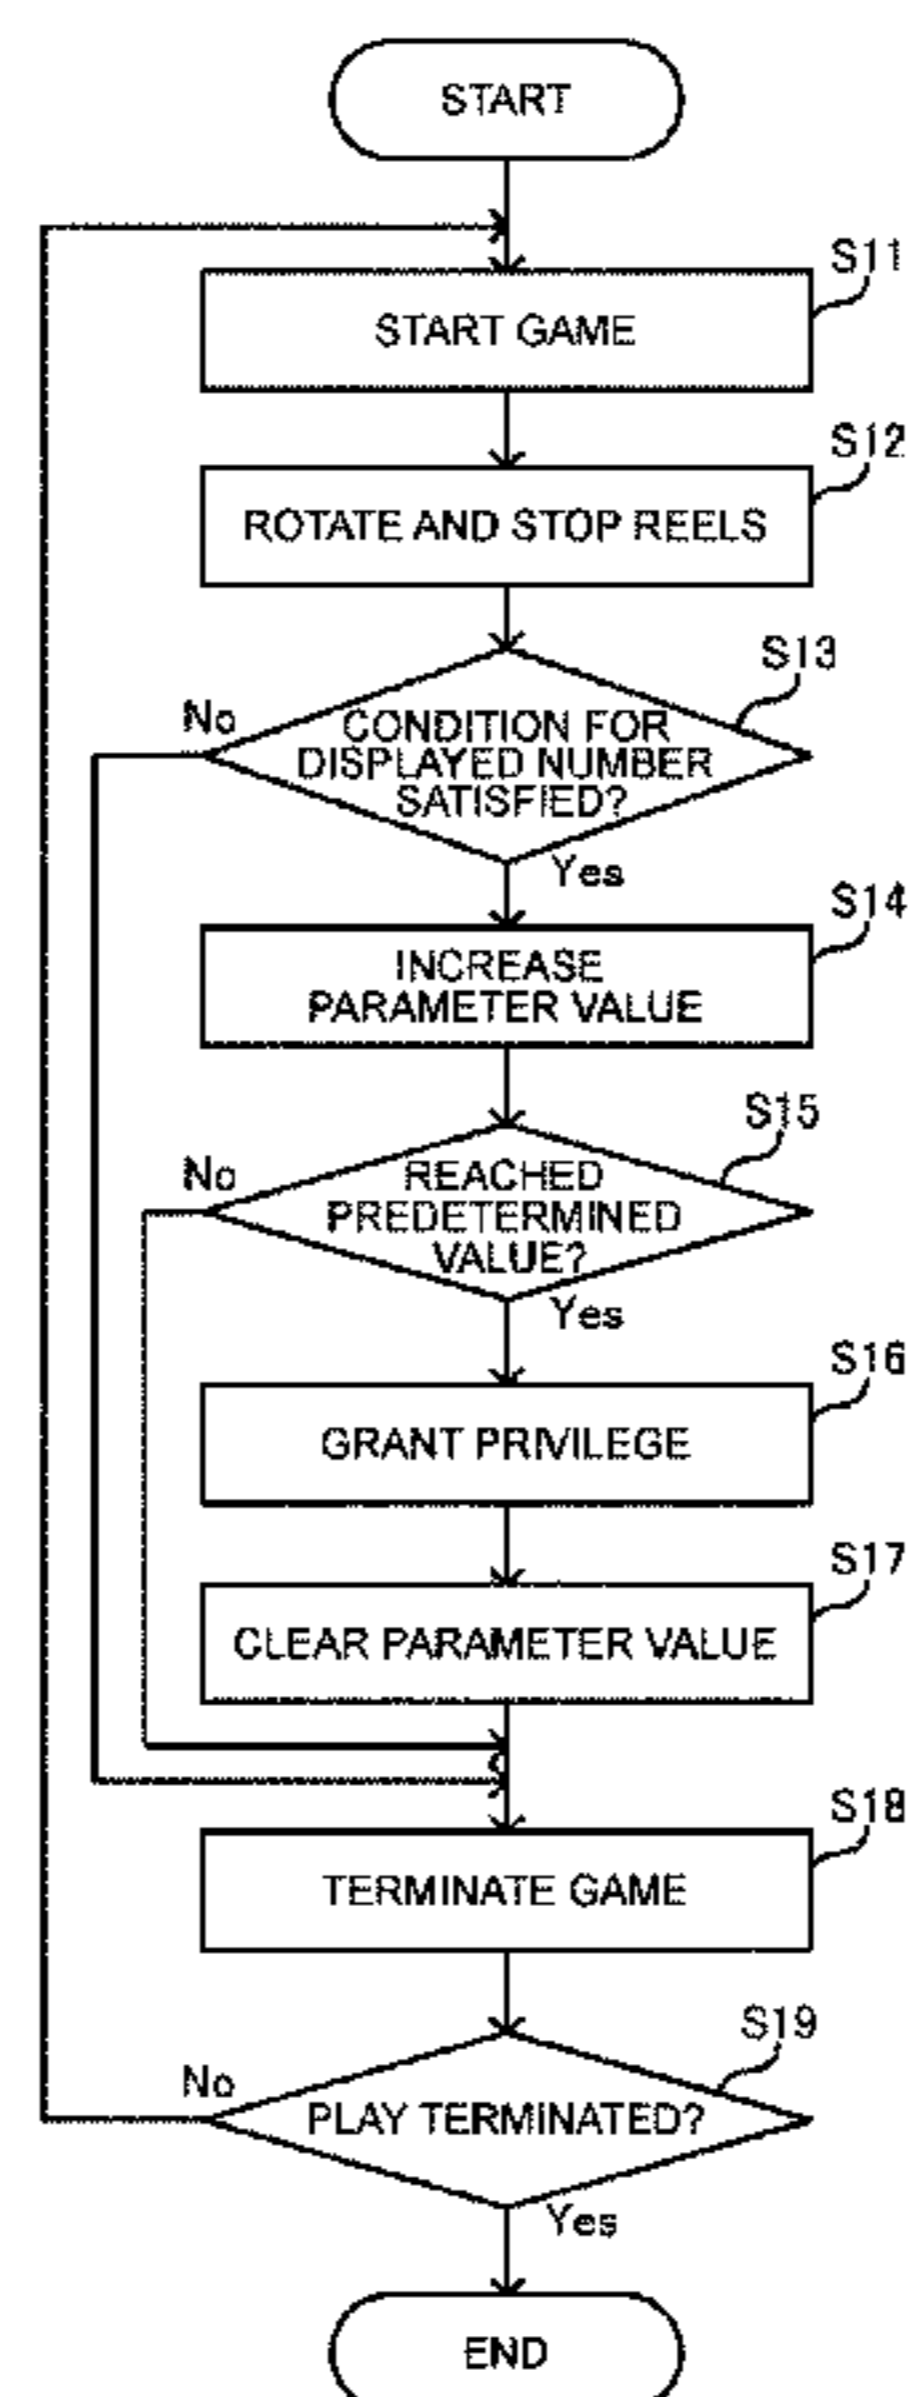 START
S11
START GAME
S12
ROTATE AND STOP REELS
S13
No
CONDITION FOR
DISPLAYED NUMBER
SATISFIED?
Yes
S14
INCREASE
PARAMETER VALUE
S15
No
REACHED
PREDETERMINED
VALUE?
Yes
S16
GRANT PRIVILEGE
S17
CLEAR PARAMETER VALUE
S18
TERMINATE GAME
S19
No
PLAY TERMINATED?
Yes
END